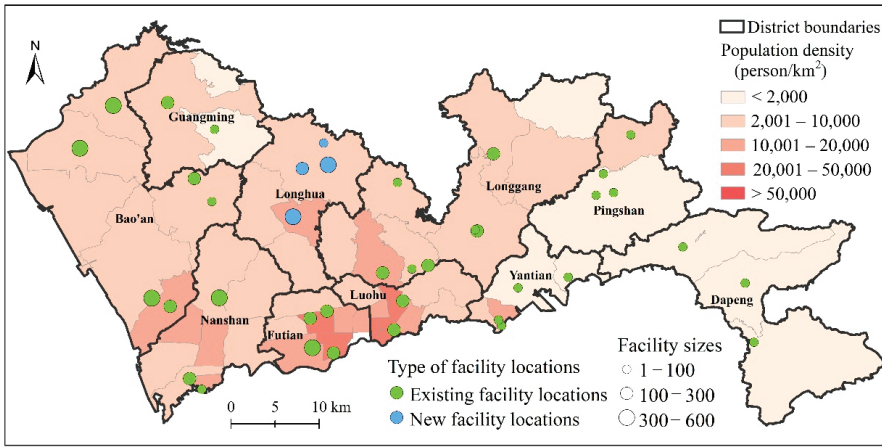 N
District boundaries
Population density
(person/km²)
< 2,000
2,001 – 10,000
10,001 – 20,000
20,001 – 50,000
> 50,000
Guangming
Longhua
Longgang
Bao'an
Pingshan
Yantian
Dapeng
Luohu
Nanshan
Futian
Type of facility locations
Existing facility locations
New facility locations
Facility sizes
1 – 100
100 – 300
300 – 600
0 5 10 km